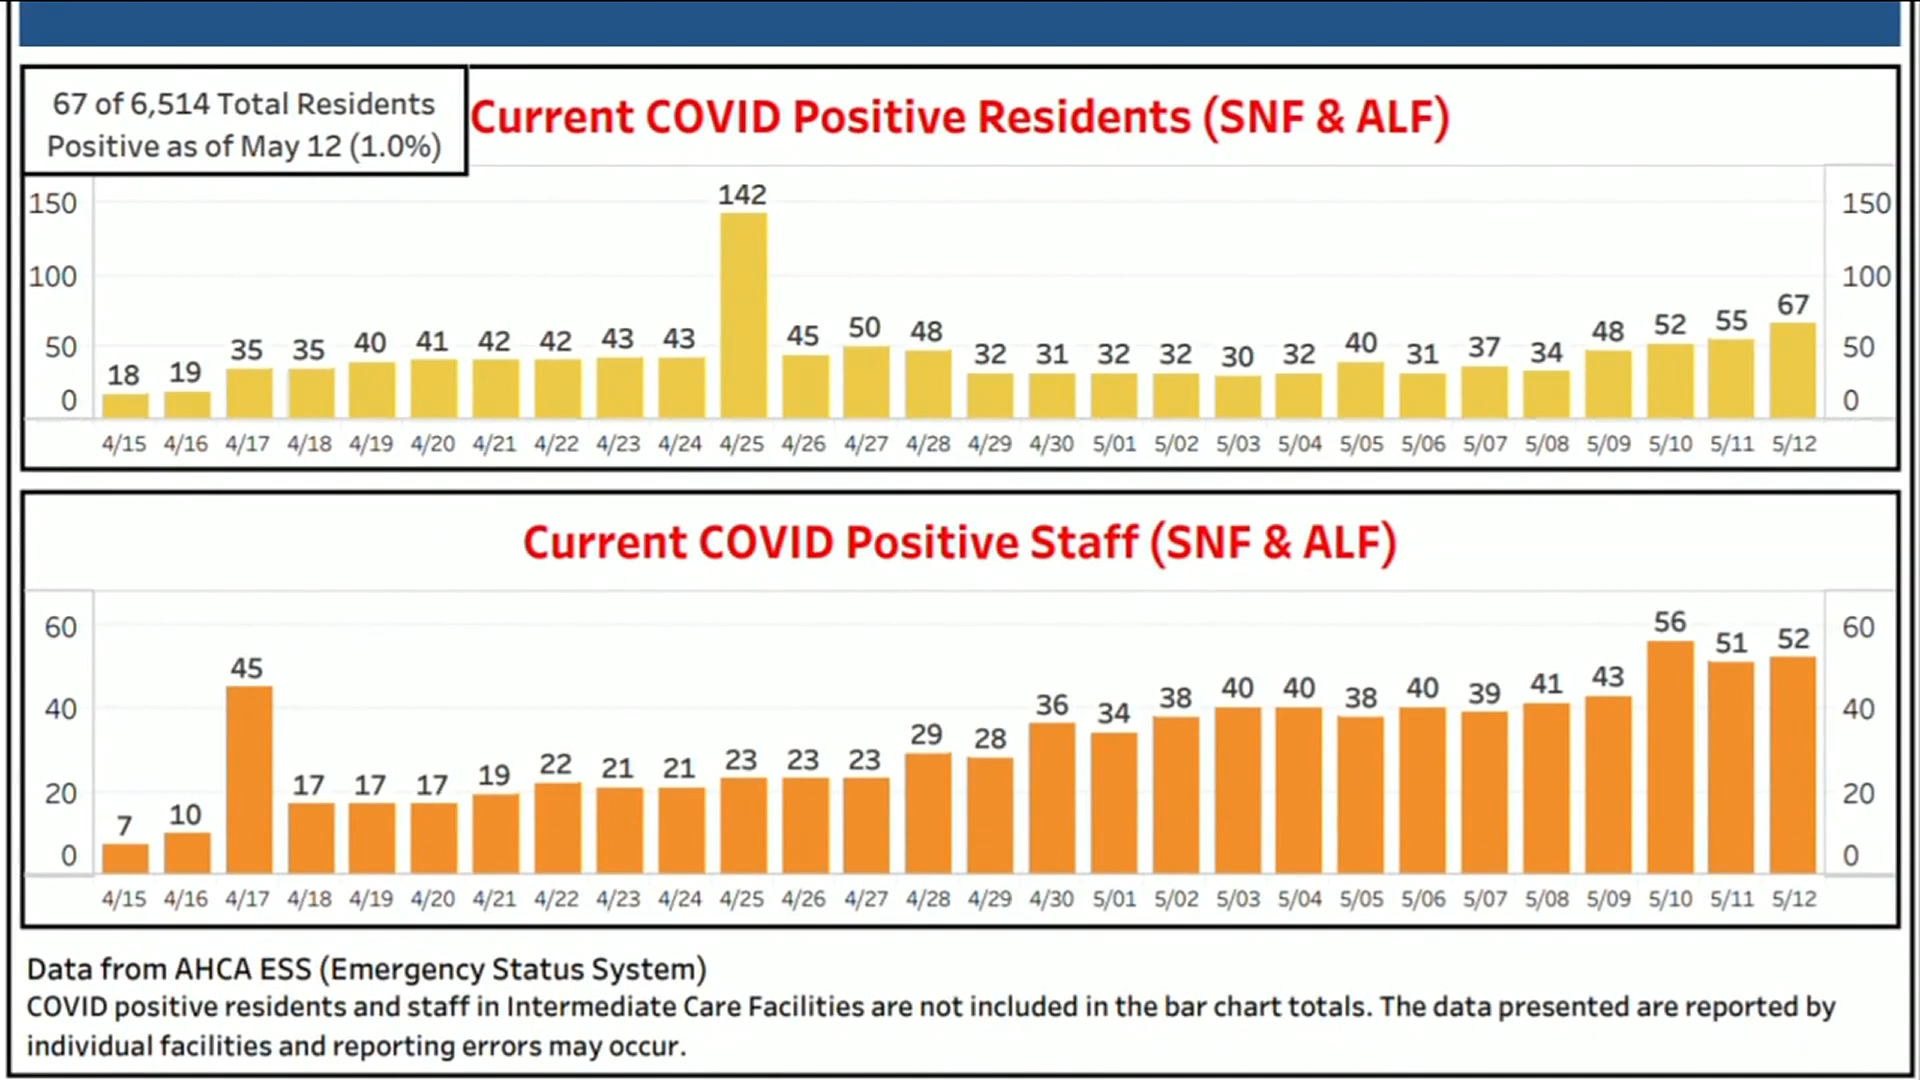 67 of 6,514 Total Residents
Positive as of May 12 (1.0%)
Current COVID Positive Residents (SNF & ALF)
150 142 150
100 100
50 18 19 35 35 40 41 42 42 43 43 45 50 48 32 31 32 32 30 32 40 31 37 34 48 52 55 67 50
0 0
4/15 4/16 4/17 4/18 4/19 4/20 4/21 4/22 4/23 4/24 4/25 4/26 4/27 4/28 4/29 4/30 5/01 5/02 5/03 5/04 5/05 5/06 5/07 5/08 5/09 5/10 5/11 5/12
Current COVID Positive Staff (SNF & ALF)
60 60
40 40
20 20
7 10 45 17 17 17 19 22 21 21 23 23 23 29 28 36 34 38 40 40 38 40 39 41 43 56 51 52
0 0
4/15 4/16 4/17 4/18 4/19 4/20 4/21 4/22 4/23 4/24 4/25 4/26 4/27 4/28 4/29 4/30 5/01 5/02 5/03 5/04 5/05 5/06 5/07 5/08 5/09 5/10 5/11 5/12
Data from AHCA ESS (Emergency Status System)
COVID positive residents and staff in Intermediate Care Facilities are not included in the bar chart totals. The data presented are reported by
individual facilities and reporting errors may occur.